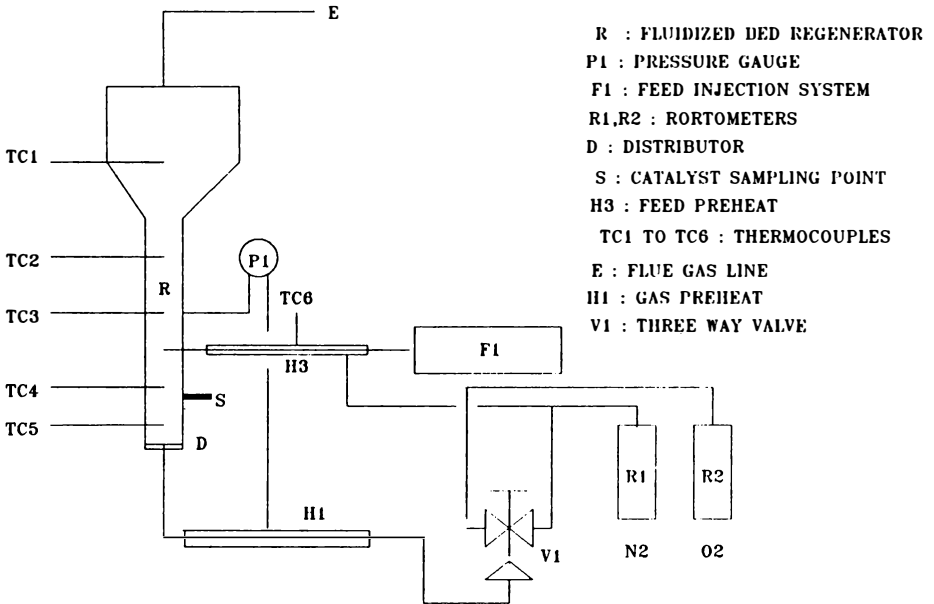 E
R : FLUIDIZED DED REGENERATOR
P1 : PRESSURE GAUGE
F1 : FEED INJECTION SYSTEM
R1,R2 : RORTOMETERS
D : DISTRIBUTOR
S : CATALYST SAMPLING POINT
H3 : FEED PREHEAT
TC1 TO TC6 : THERMOCOUPLES
E : FLUE GAS LINE
H1 : GAS PREHEAT
V1 : THREE WAY VALVE
TC1
TC2
P1
R
TC6
TC3
F1
H3
TC4
S
TC5
D
R1
R2
H1
V1
N2
O2